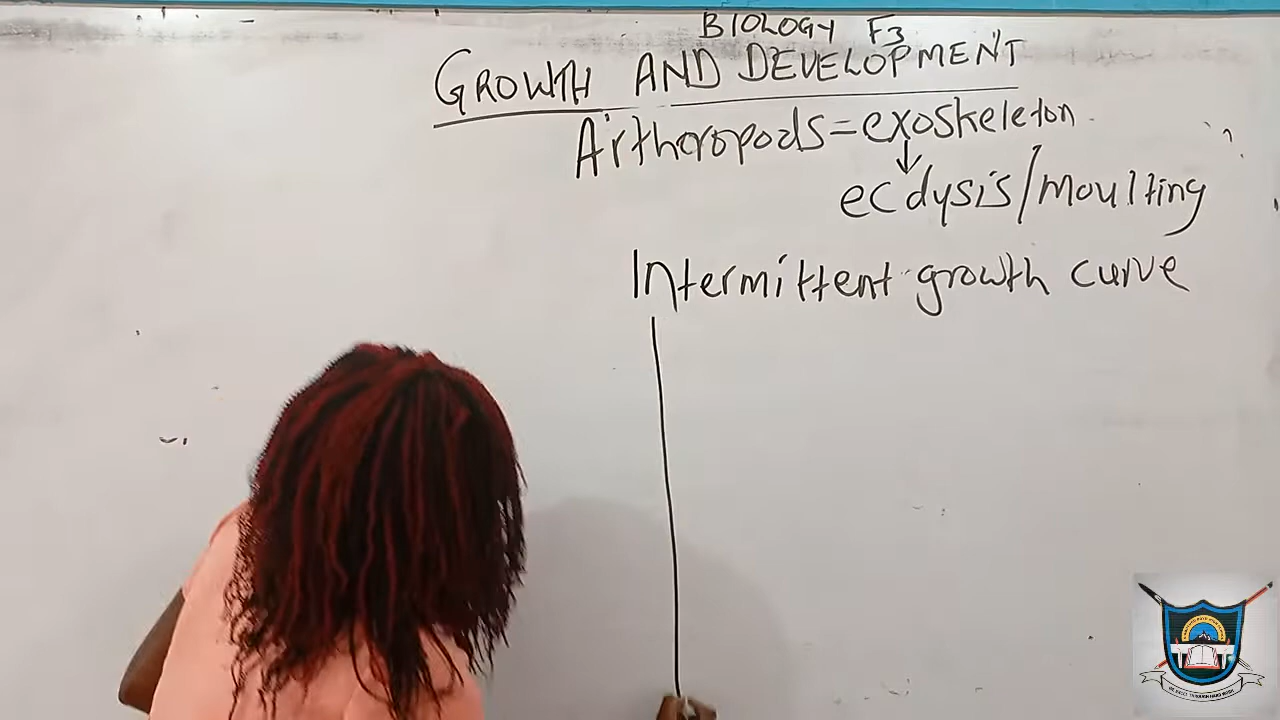 BIOLOGY F3
GROWTH AND DEVELOPMENT
Arthropods = exoskeleton
↓
ecdysis/moulting
Intermittent growth curve